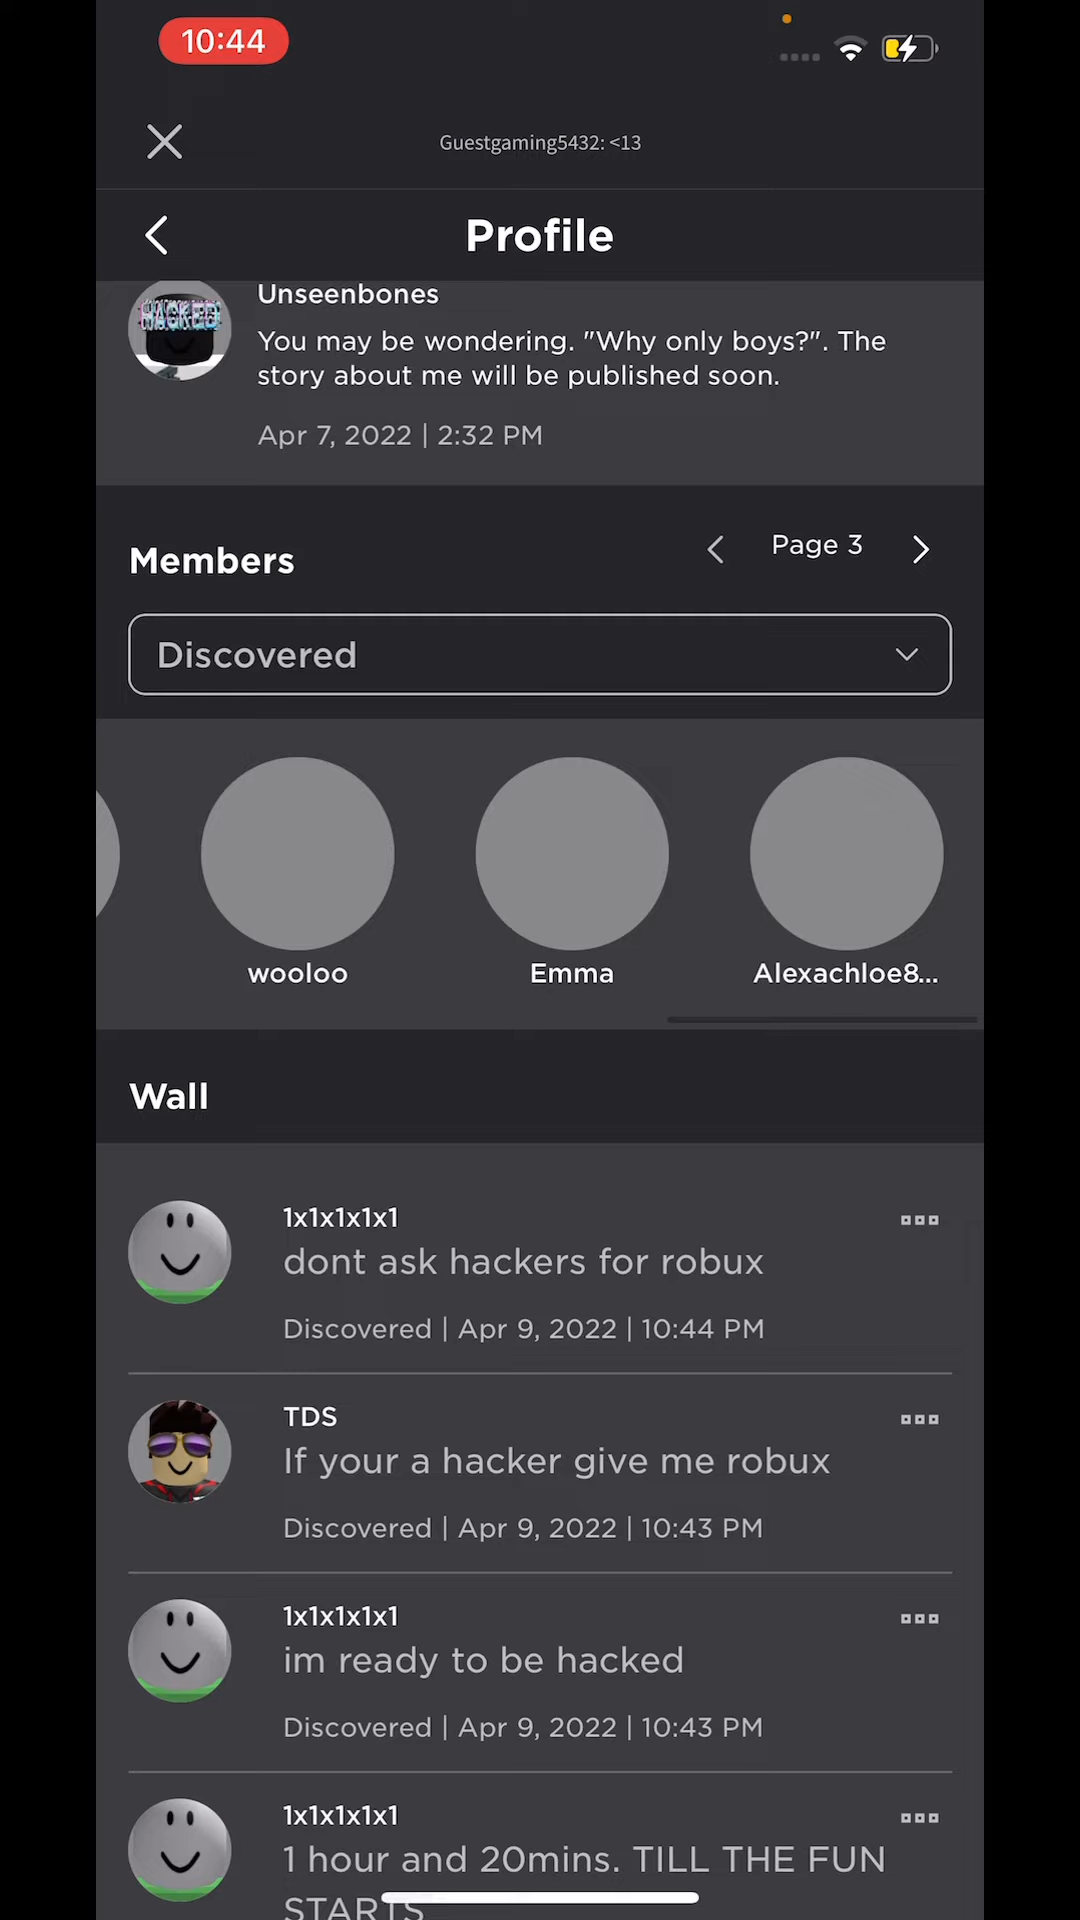 10:44
Guestgaming5432: <13
Profile
HACKED
Unseenbones
You may be wondering. "Why only boys?". The
story about me will be published soon.
Apr 7, 2022 | 2:32 PM
Members
Page 3
Discovered
wooloo
Emma
Alexachloe8...
Wall
1x1x1x1x1
dont ask hackers for robux
Discovered | Apr 9, 2022 | 10:44 PM
TDS
If your a hacker give me robux
Discovered | Apr 9, 2022 | 10:43 PM
1x1x1x1x1
im ready to be hacked
Discovered | Apr 9, 2022 | 10:43 PM
1x1x1x1x1
1 hour and 20mins. TILL THE FUN
STARTS